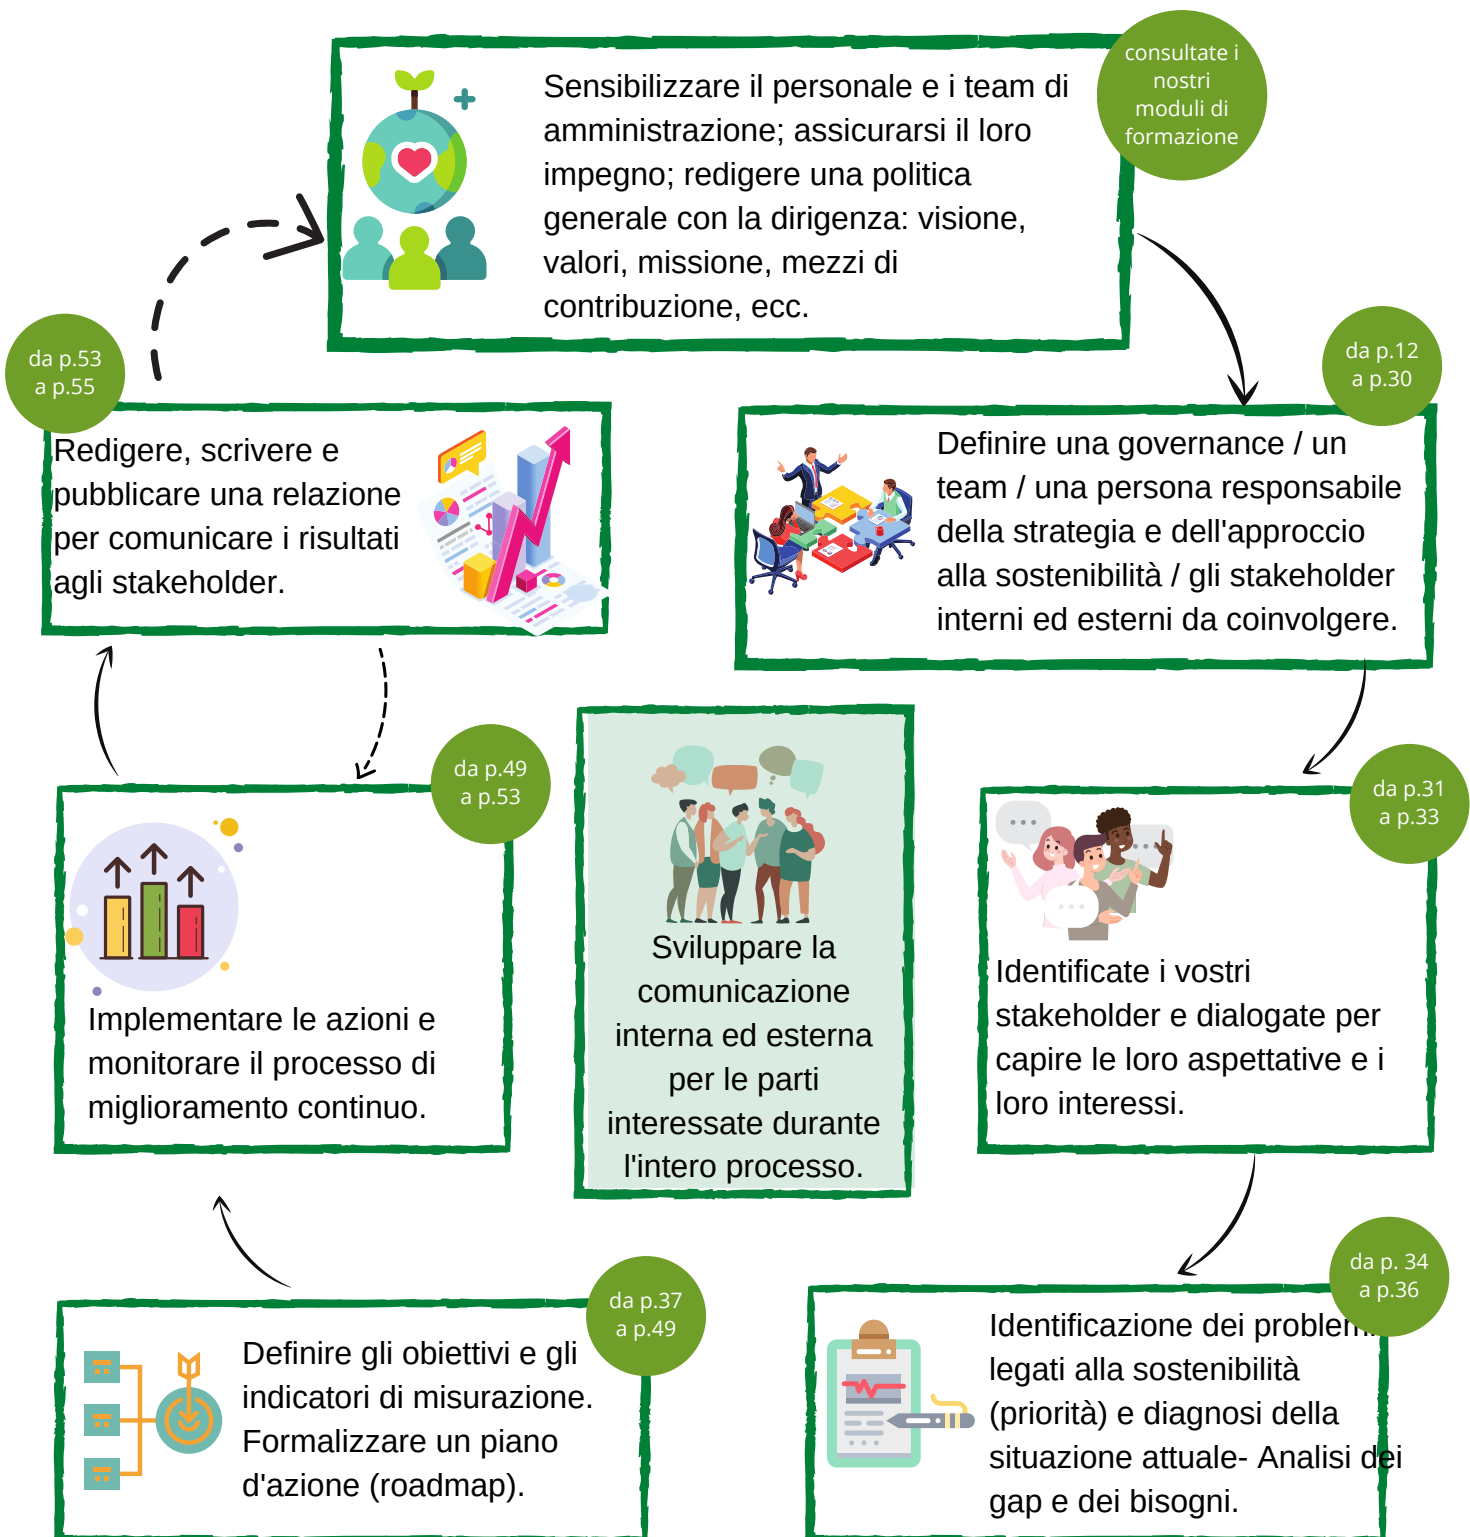 consultate i
nostri
moduli di
formazione
Sensibilizzare il personale e i team di
amministrazione; assicurarsi il loro
impegno; redigere una politica
generale con la dirigenza: visione,
valori, missione, mezzi di
contribuzione, ecc.
da p.12
a p.30
Definire una governance / un
team / una persona responsabile
della strategia e dell'approccio
alla sostenibilità / gli stakeholder
interni ed esterni da coinvolgere.
da p.31
a p.33
Identificate i vostri
stakeholder e dialogate per
capire le loro aspettative e i
loro interessi.
da p. 34
a p.36
Identificazione dei problemi
legati alla sostenibilità
(priorità) e diagnosi della
situazione attuale- Analisi dei
gap e dei bisogni.
da p.37
a p.49
Definire gli obiettivi e gli
indicatori di misurazione.
Formalizzare un piano
d'azione (roadmap).
da p.49
a p.53
Implementare le azioni e
monitorare il processo di
miglioramento continuo.
da p.53
a p.55
Redigere, scrivere e
pubblicare una relazione
per comunicare i risultati
agli stakeholder.
Sviluppare la
comunicazione
interna ed esterna
per le parti
interessate durante
l'intero processo.